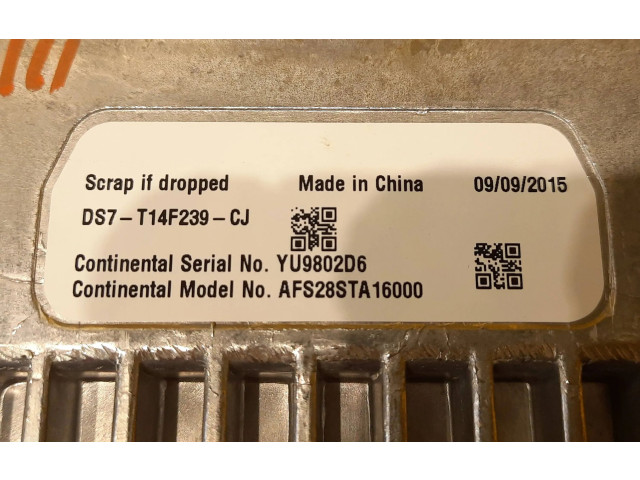 Scrap if dropped Made in China 09/09/2015
DS7-T14F239-CJ
Continental Serial No. YU9802D6
Continental Model No. AFS28STA16000